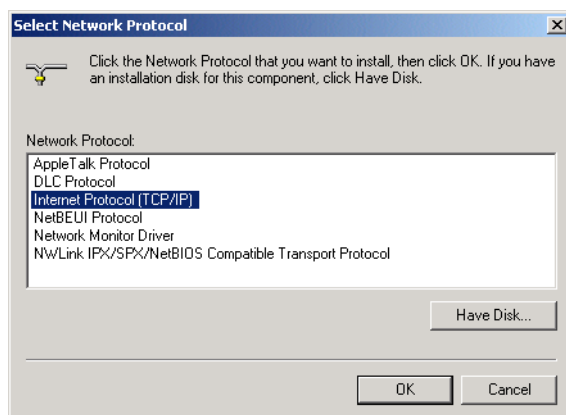 Select Network Protocol
Click the Network Protocol that you want to install, then click OK. If you have
an installation disk for this component, click Have Disk.
Network Protocol:
AppleTalk Protocol
DLC Protocol
Internet Protocol (TCP/IP)
NetBEUI Protocol
Network Monitor Driver
NWLink IPX/SPX/NetBIOS Compatible Transport Protocol
Have Disk...
OK
Cancel